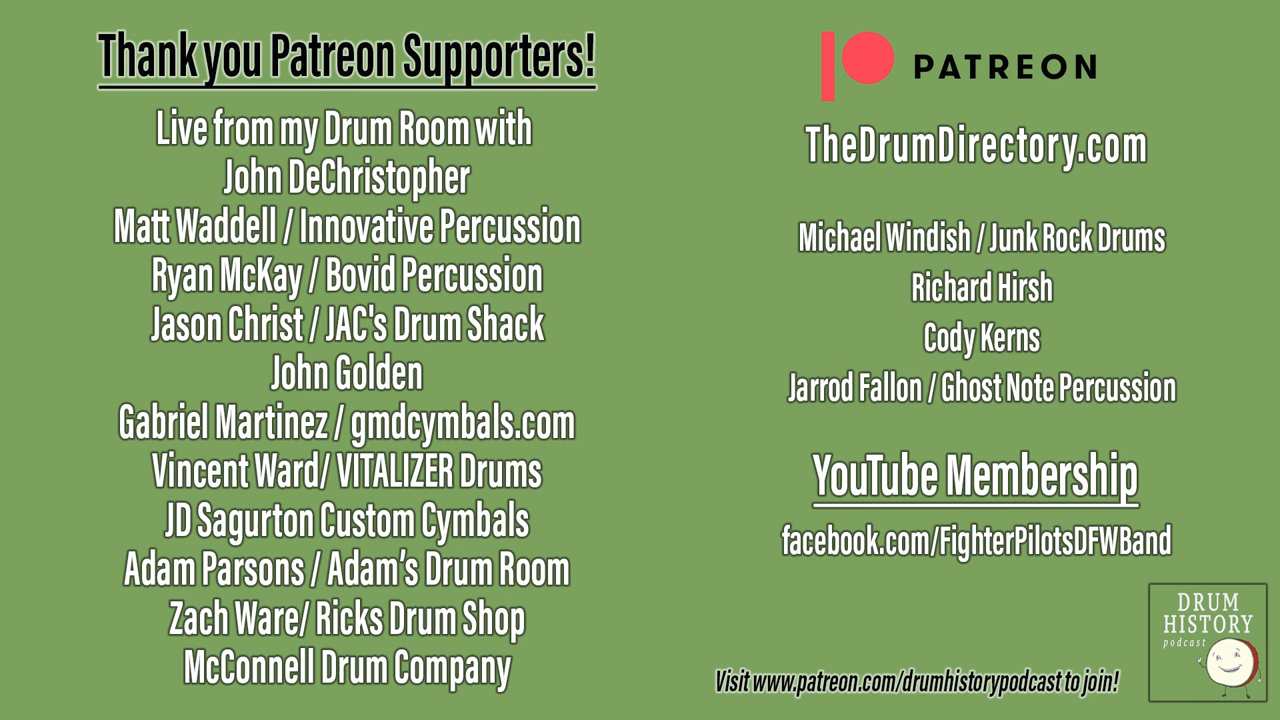 Thank you Patreon Supporters!
Live from my Drum Room with
John DeChristopher
Matt Waddell / Innovative Percussion
Ryan McKay / Bovid Percussion
Jason Christ / JAC's Drum Shack
John Golden
Gabriel Martinez / gmdcymbals.com
Vincent Ward/ VITALIZER Drums
JD Sagurton Custom Cymbals
Adam Parsons / Adam’s Drum Room
Zach Ware/ Ricks Drum Shop
McConnell Drum Company
PATREON
TheDrumDirectory.com
Michael Windish / Junk Rock Drums
Richard Hirsh
Cody Kerns
Jarrod Fallon / Ghost Note Percussion
YouTube Membership
facebook.com/FighterPilotsDFWBand
DRUM
HISTORY
podcast
Visit www.patreon.com/drumhistorypodcast to join!